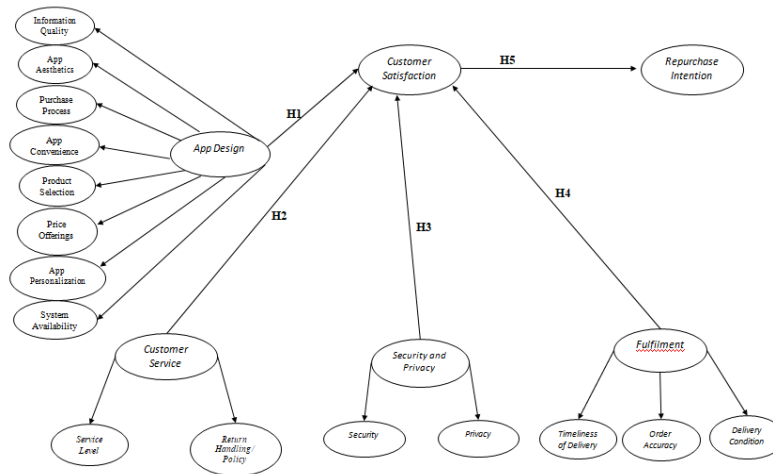 Information
Quality
App
Aesthetics
Purchase
Process
App
Convenience
Product
Selection
Price
Offerings
App
Personalization
System
Availability
App Design
H1
H2
Customer
Satisfaction
H5
Repurchase
Intention
H3
H4
Customer
Service
Service
Level
Return
Handling /
Policy
Security and
Privacy
Security
Privacy
Fulfilment
Timeliness
of Delivery
Order
Accuracy
Delivery
Condition